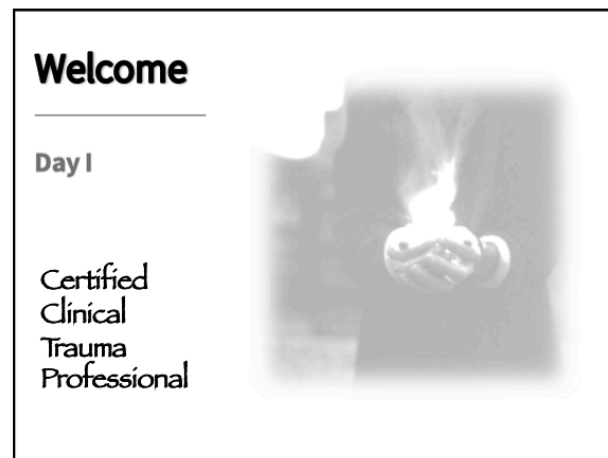 Welcome
Day I
Certified
Clinical
Trauma
Professional